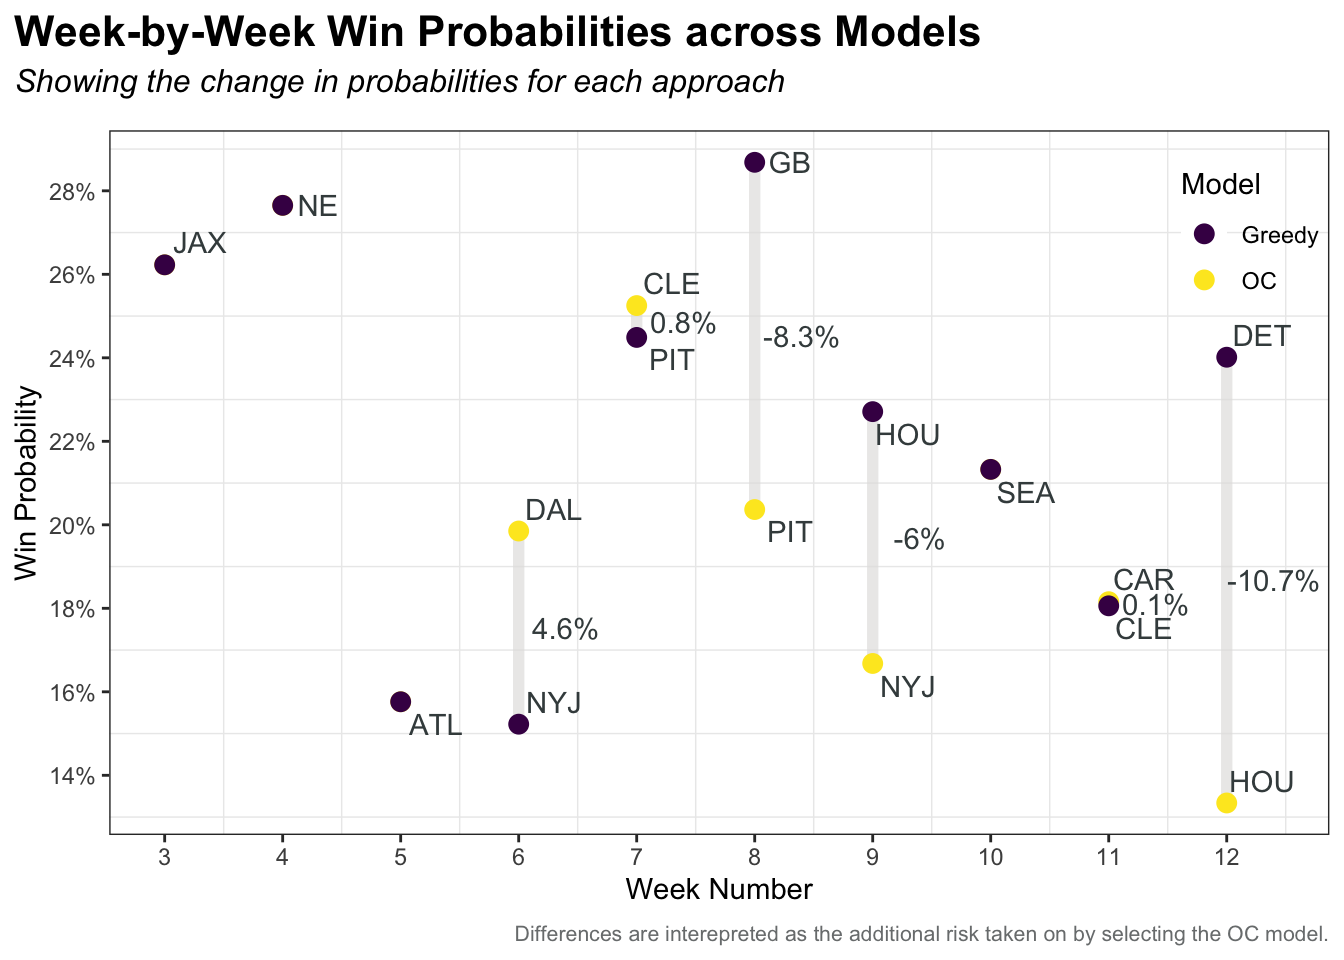 Week-by-Week Win Probabilities across Models
Showing the change in probabilities for each approach
Win Probability
28%
26%
24%
22%
20%
18%
16%
14%
JAX
NE
ATL
DAL
4.6%
NYJ
CLE
0.8%
PIT
GB
-8.3%
PIT
HOU
-6%
NYJ
SEA
CAR
0.1%
CLE
DET
-10.7%
HOU
Model
Greedy
OC
3 4 5 6 7 8 9 10 11 12
Week Number
Differences are interepreted as the additional risk taken on by selecting the OC model.